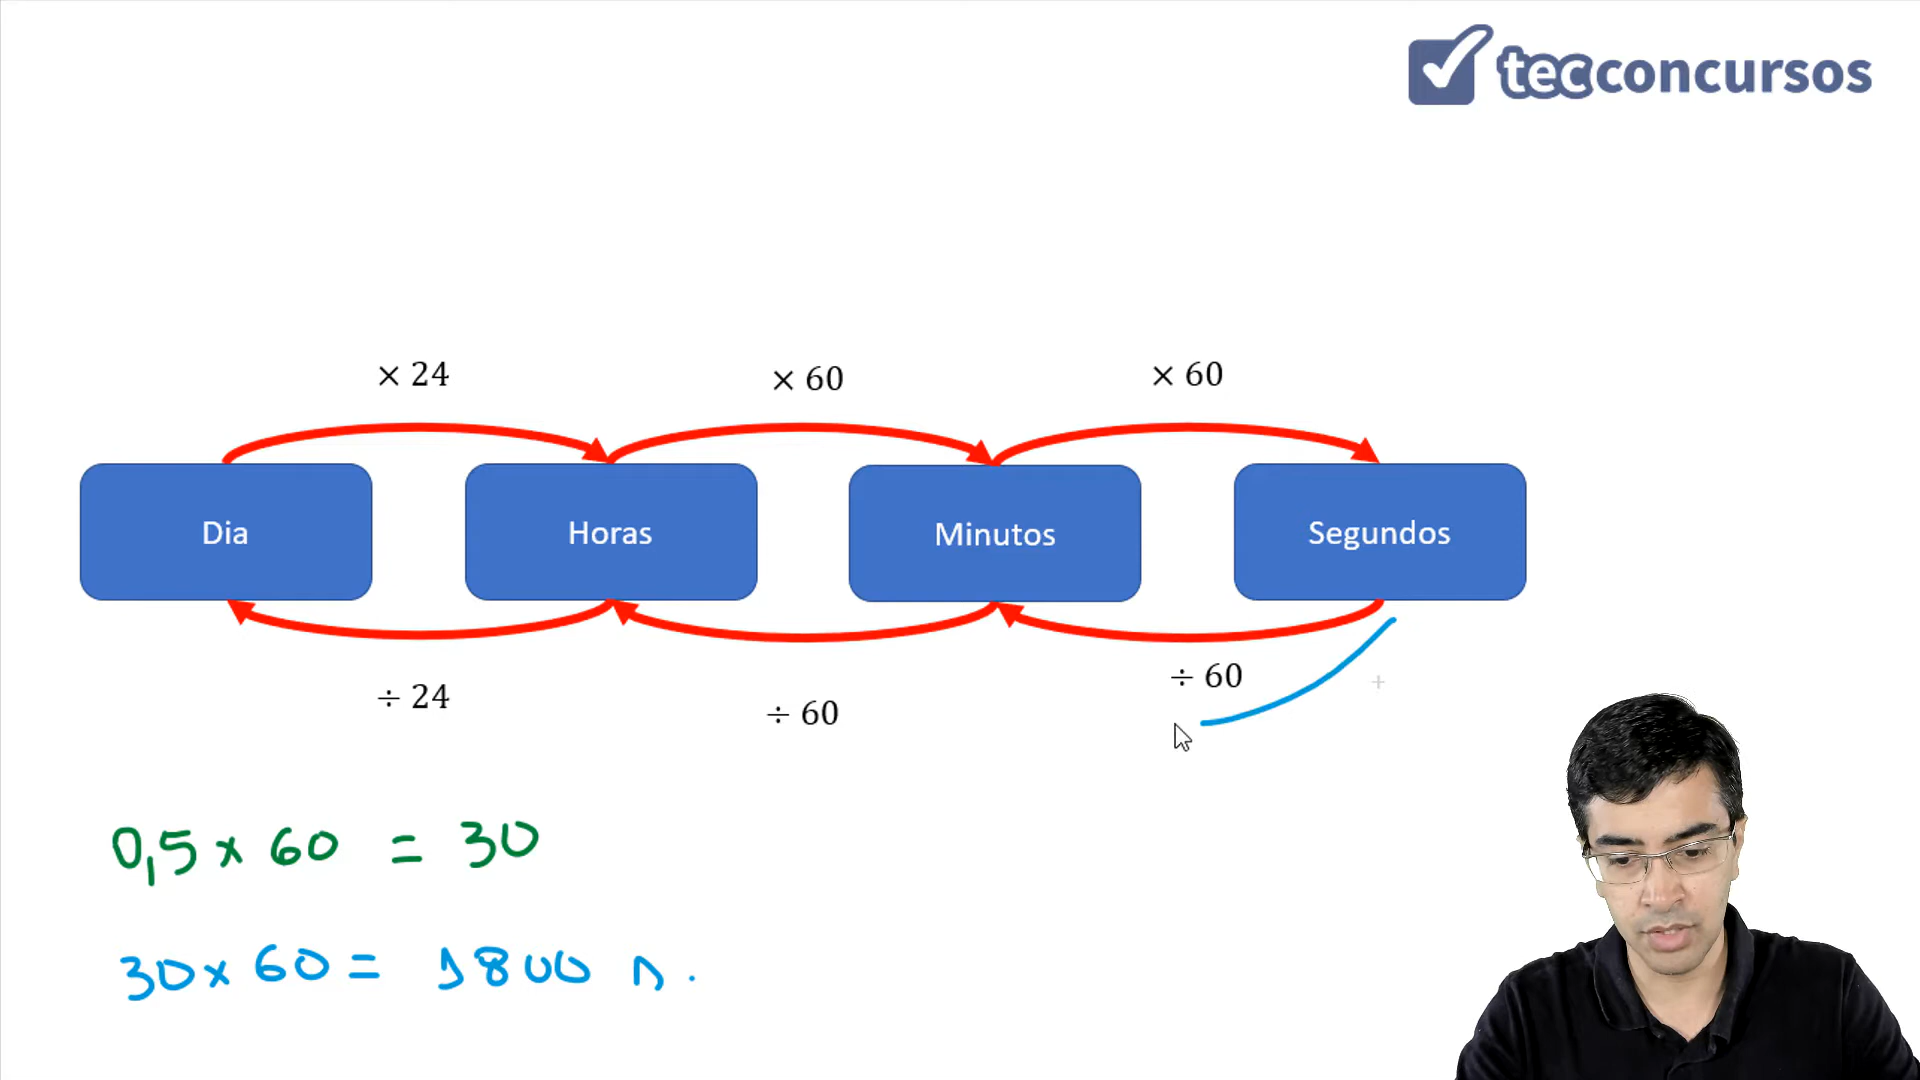 tecconcursos
× 24
× 60
× 60
Dia
Horas
Minutos
Segundos
÷ 24
÷ 60
÷ 60
0,5 x 60 = 30
30 x 60 = 1800 s.